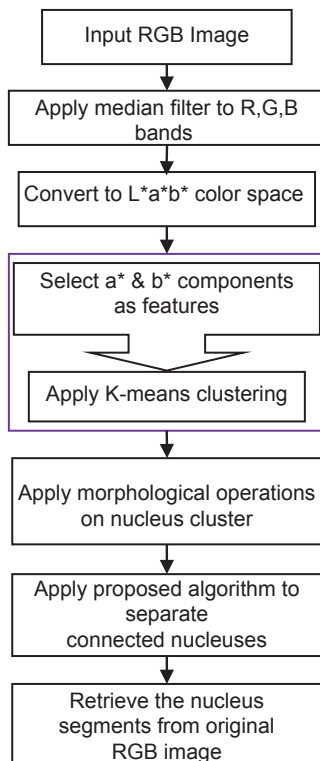 Input RGB Image
Apply median filter to R,G,B
bands
Convert to L*a*b* color space
Select a* & b* components
as features
Apply K-means clustering
Apply morphological operations
on nucleus cluster
Apply proposed algorithm to
separate
connected nucleuses
Retrieve the nucleus
segments from original
RGB image